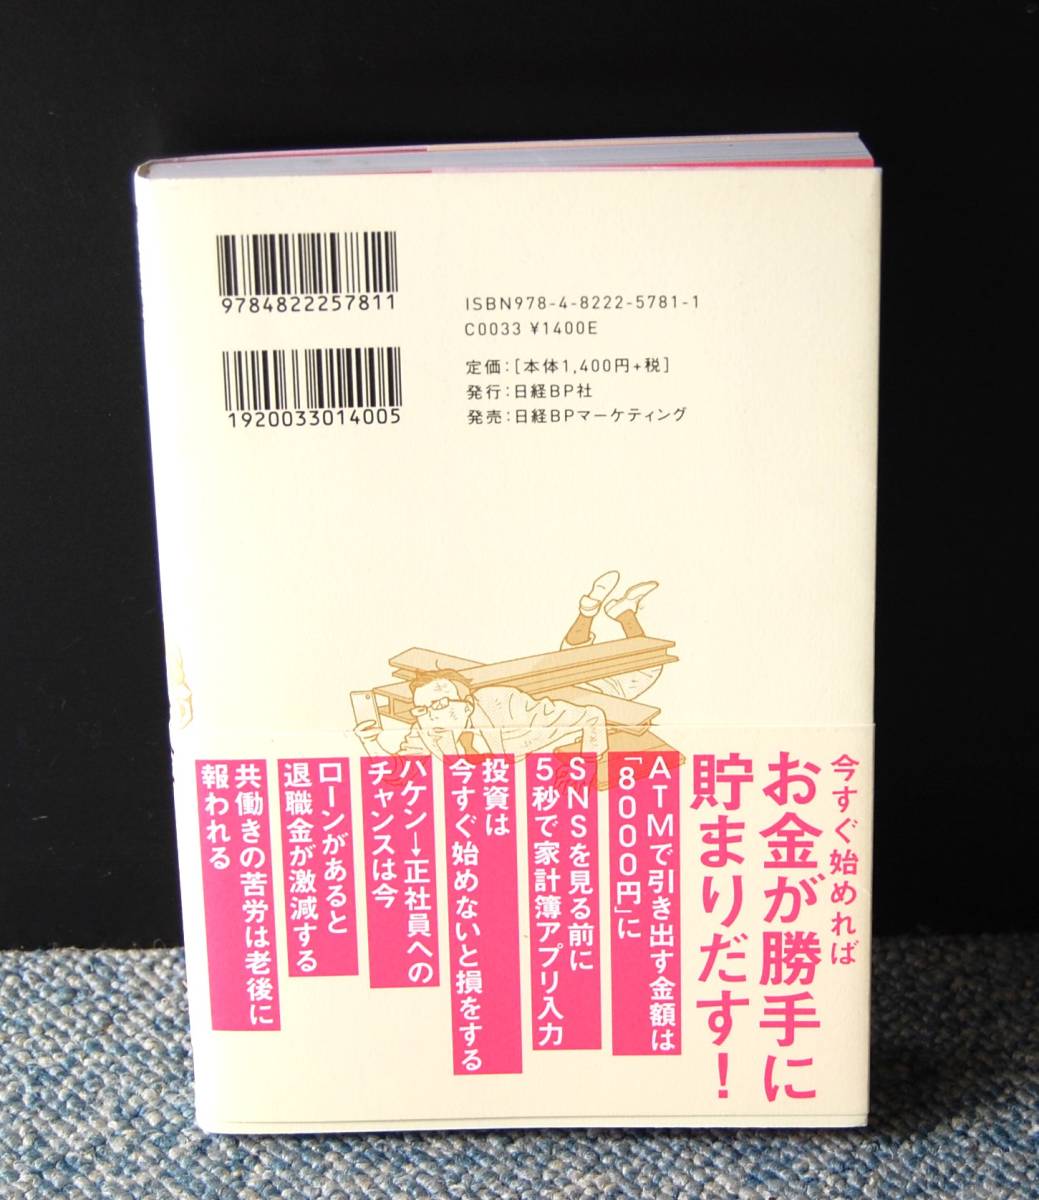 9784822257811
ISBN978-4-8222-5781-1
C0033 ¥1400E
1920033014005
定価:[本体1,400円+税]
発行:日経BP社
発売:日経BPマーケティング
今すぐ始めれば
お金が勝手に
貯まりだす!
ATMで引き出す金額は
「8000円」に
SNSを見る前に
5秒で家計簿アプリ入力
投資は
今すぐ始めないと損をする
ハケン→正社員への
チャンスは今
ローンがあると
退職金が激減する
共働きの苦労は老後に
報われる